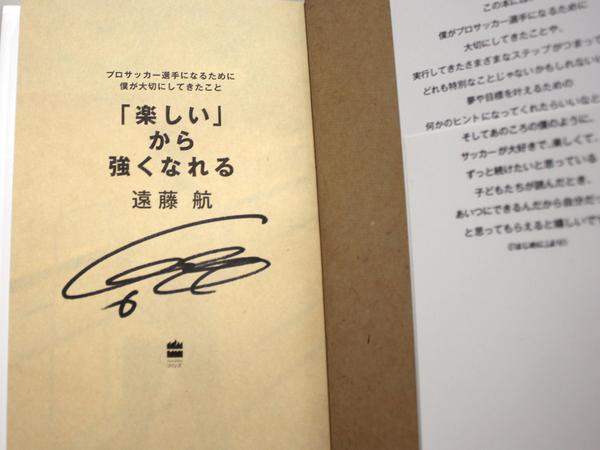 プロサッカー選手になるために
僕が大切にしてきたこと
「楽しい」
から
強くなれる
遠藤 航
6
この本には
僕がプロサッカー選手になるために
大切にしてきたことや、
実行してきたさまざまなステップがつまって
どれも特別なことじゃないかもしれない
夢や目標を叶えるための
何かのヒントになってくれたらいいなと
そしてあのころの僕のように、
サッカーが大好きで、楽しくて、
ずっと続けたいと思っている
子どもたちが読んだとき、
あいつにできるんだから自分だっ
と思ってもらえると嬉しいで
(「はじめに」より)